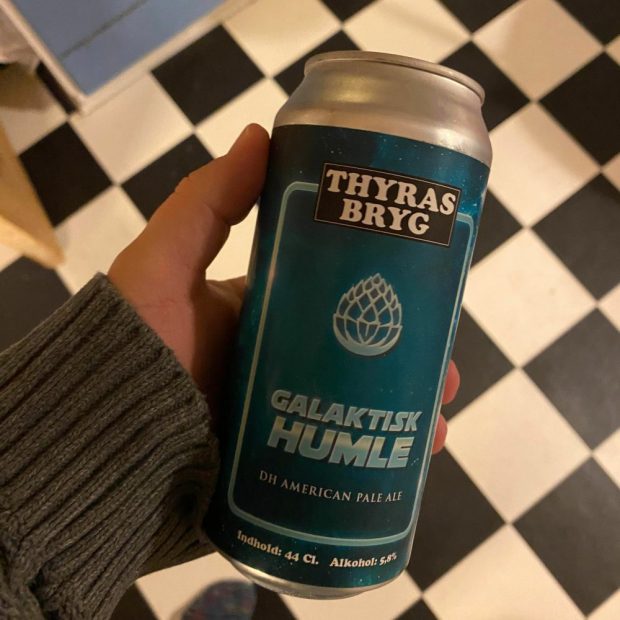 THYRAS
BRYG
GALAKTISK
HUMLE
DH AMERICAN PALE ALE
Indhold: 44 Cl. Alkohol: 5,8%